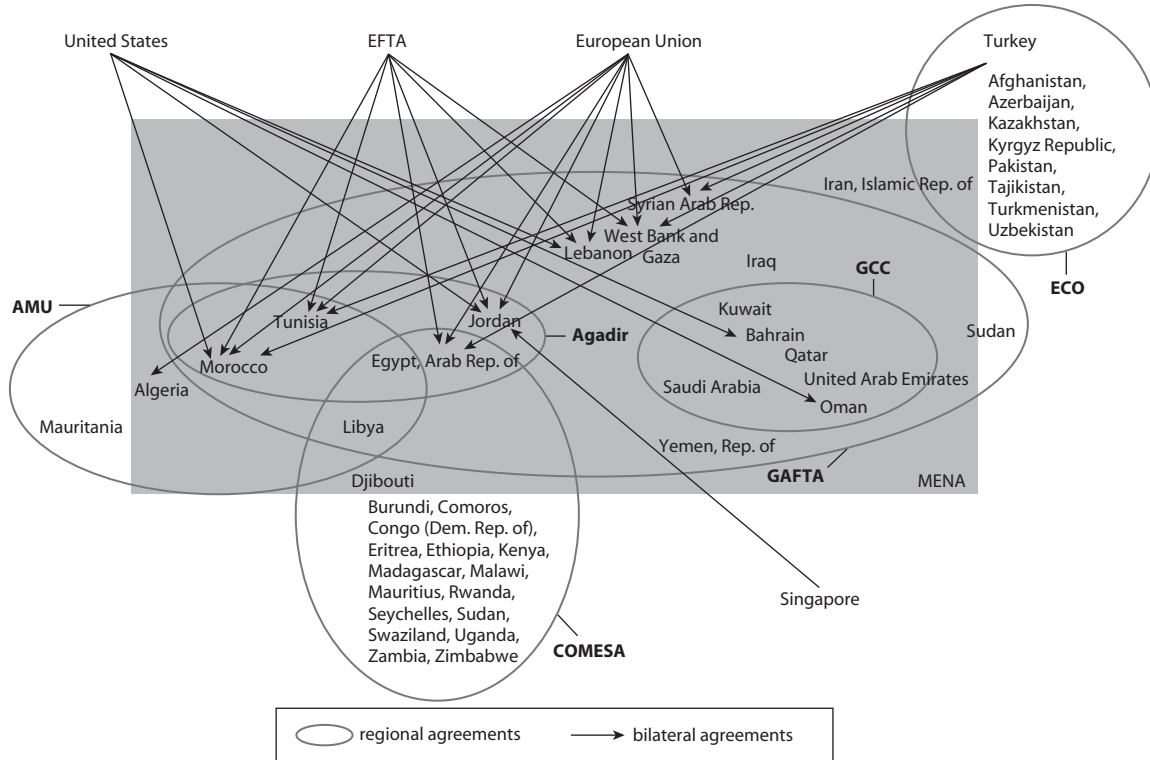 United States
EFTA
European Union
Turkey
Afghanistan,
Azerbaijan,
Kazakhstan,
Kyrgyz Republic,
Pakistan,
Tajikistan,
Turkmenistan,
Uzbekistan
ECO
Iran, Islamic Rep. of
Syrian Arab Rep.
West Bank and
Gaza
Lebanon
Iraq
GCC
Kuwait
Bahrain
Qatar
United Arab Emirates
Saudi Arabia
Oman
Sudan
AMU
Tunisia
Jordan
Agadir
Morocco
Egypt, Arab Rep. of
Algeria
Mauritania
Libya
Yemen, Rep. of
GAFTA
MENA
Djibouti
Burundi, Comoros,
Congo (Dem. Rep. of),
Eritrea, Ethiopia, Kenya,
Madagascar, Malawi,
Mauritius, Rwanda,
Seychelles, Sudan,
Swaziland, Uganda,
Zambia, Zimbabwe
COMESA
Singapore
regional agreements
bilateral agreements